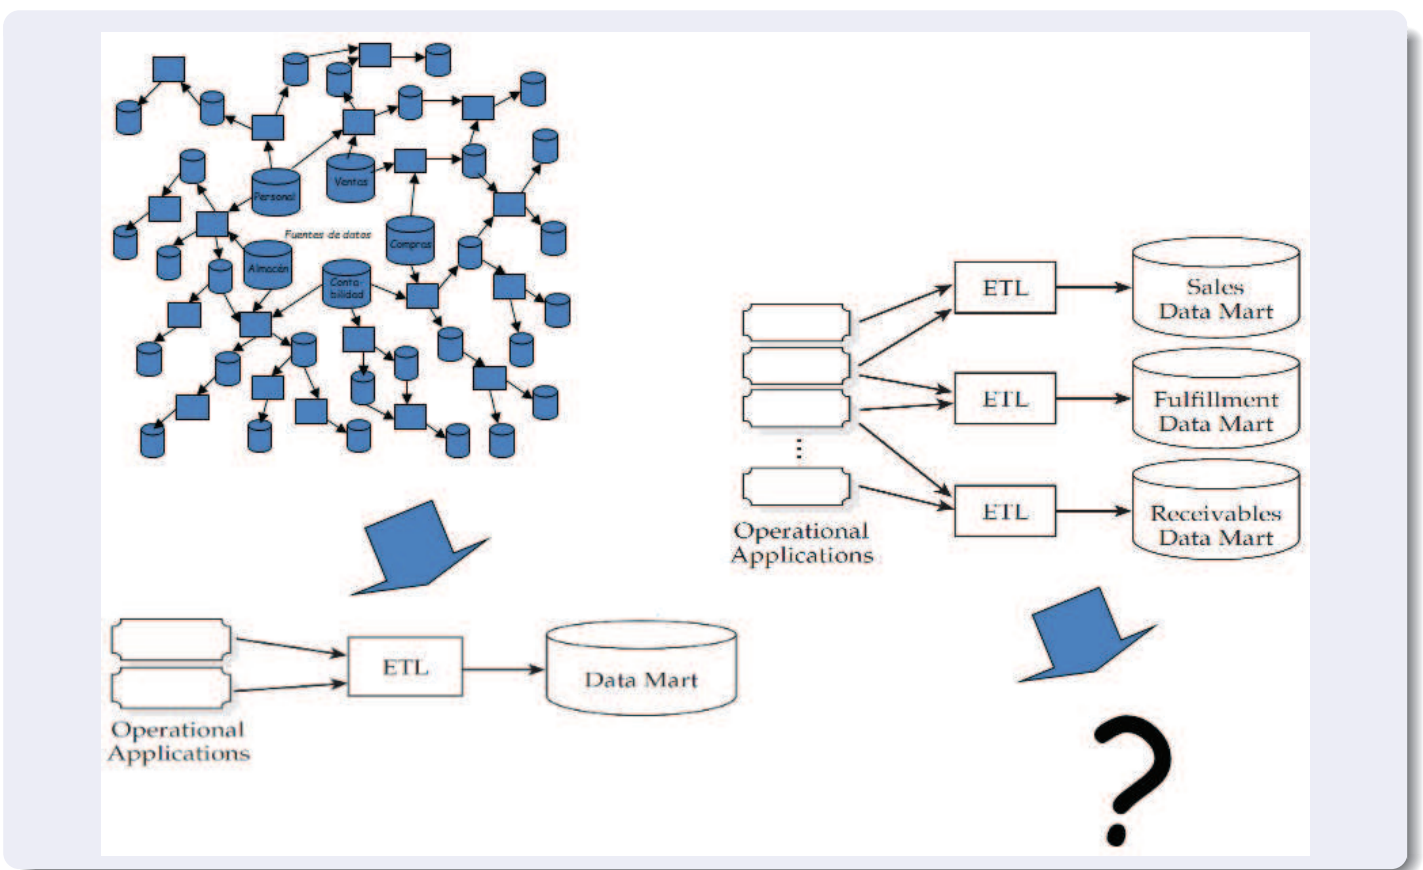 Personal
Ventas
Fuentes de datos
Compras
Almacén
Conta-
bilidad
ETL
Data Mart
Operational
Applications
ETL
Sales
Data Mart
ETL
Fulfillment
Data Mart
ETL
Receivables
Data Mart
Operational
Applications
?